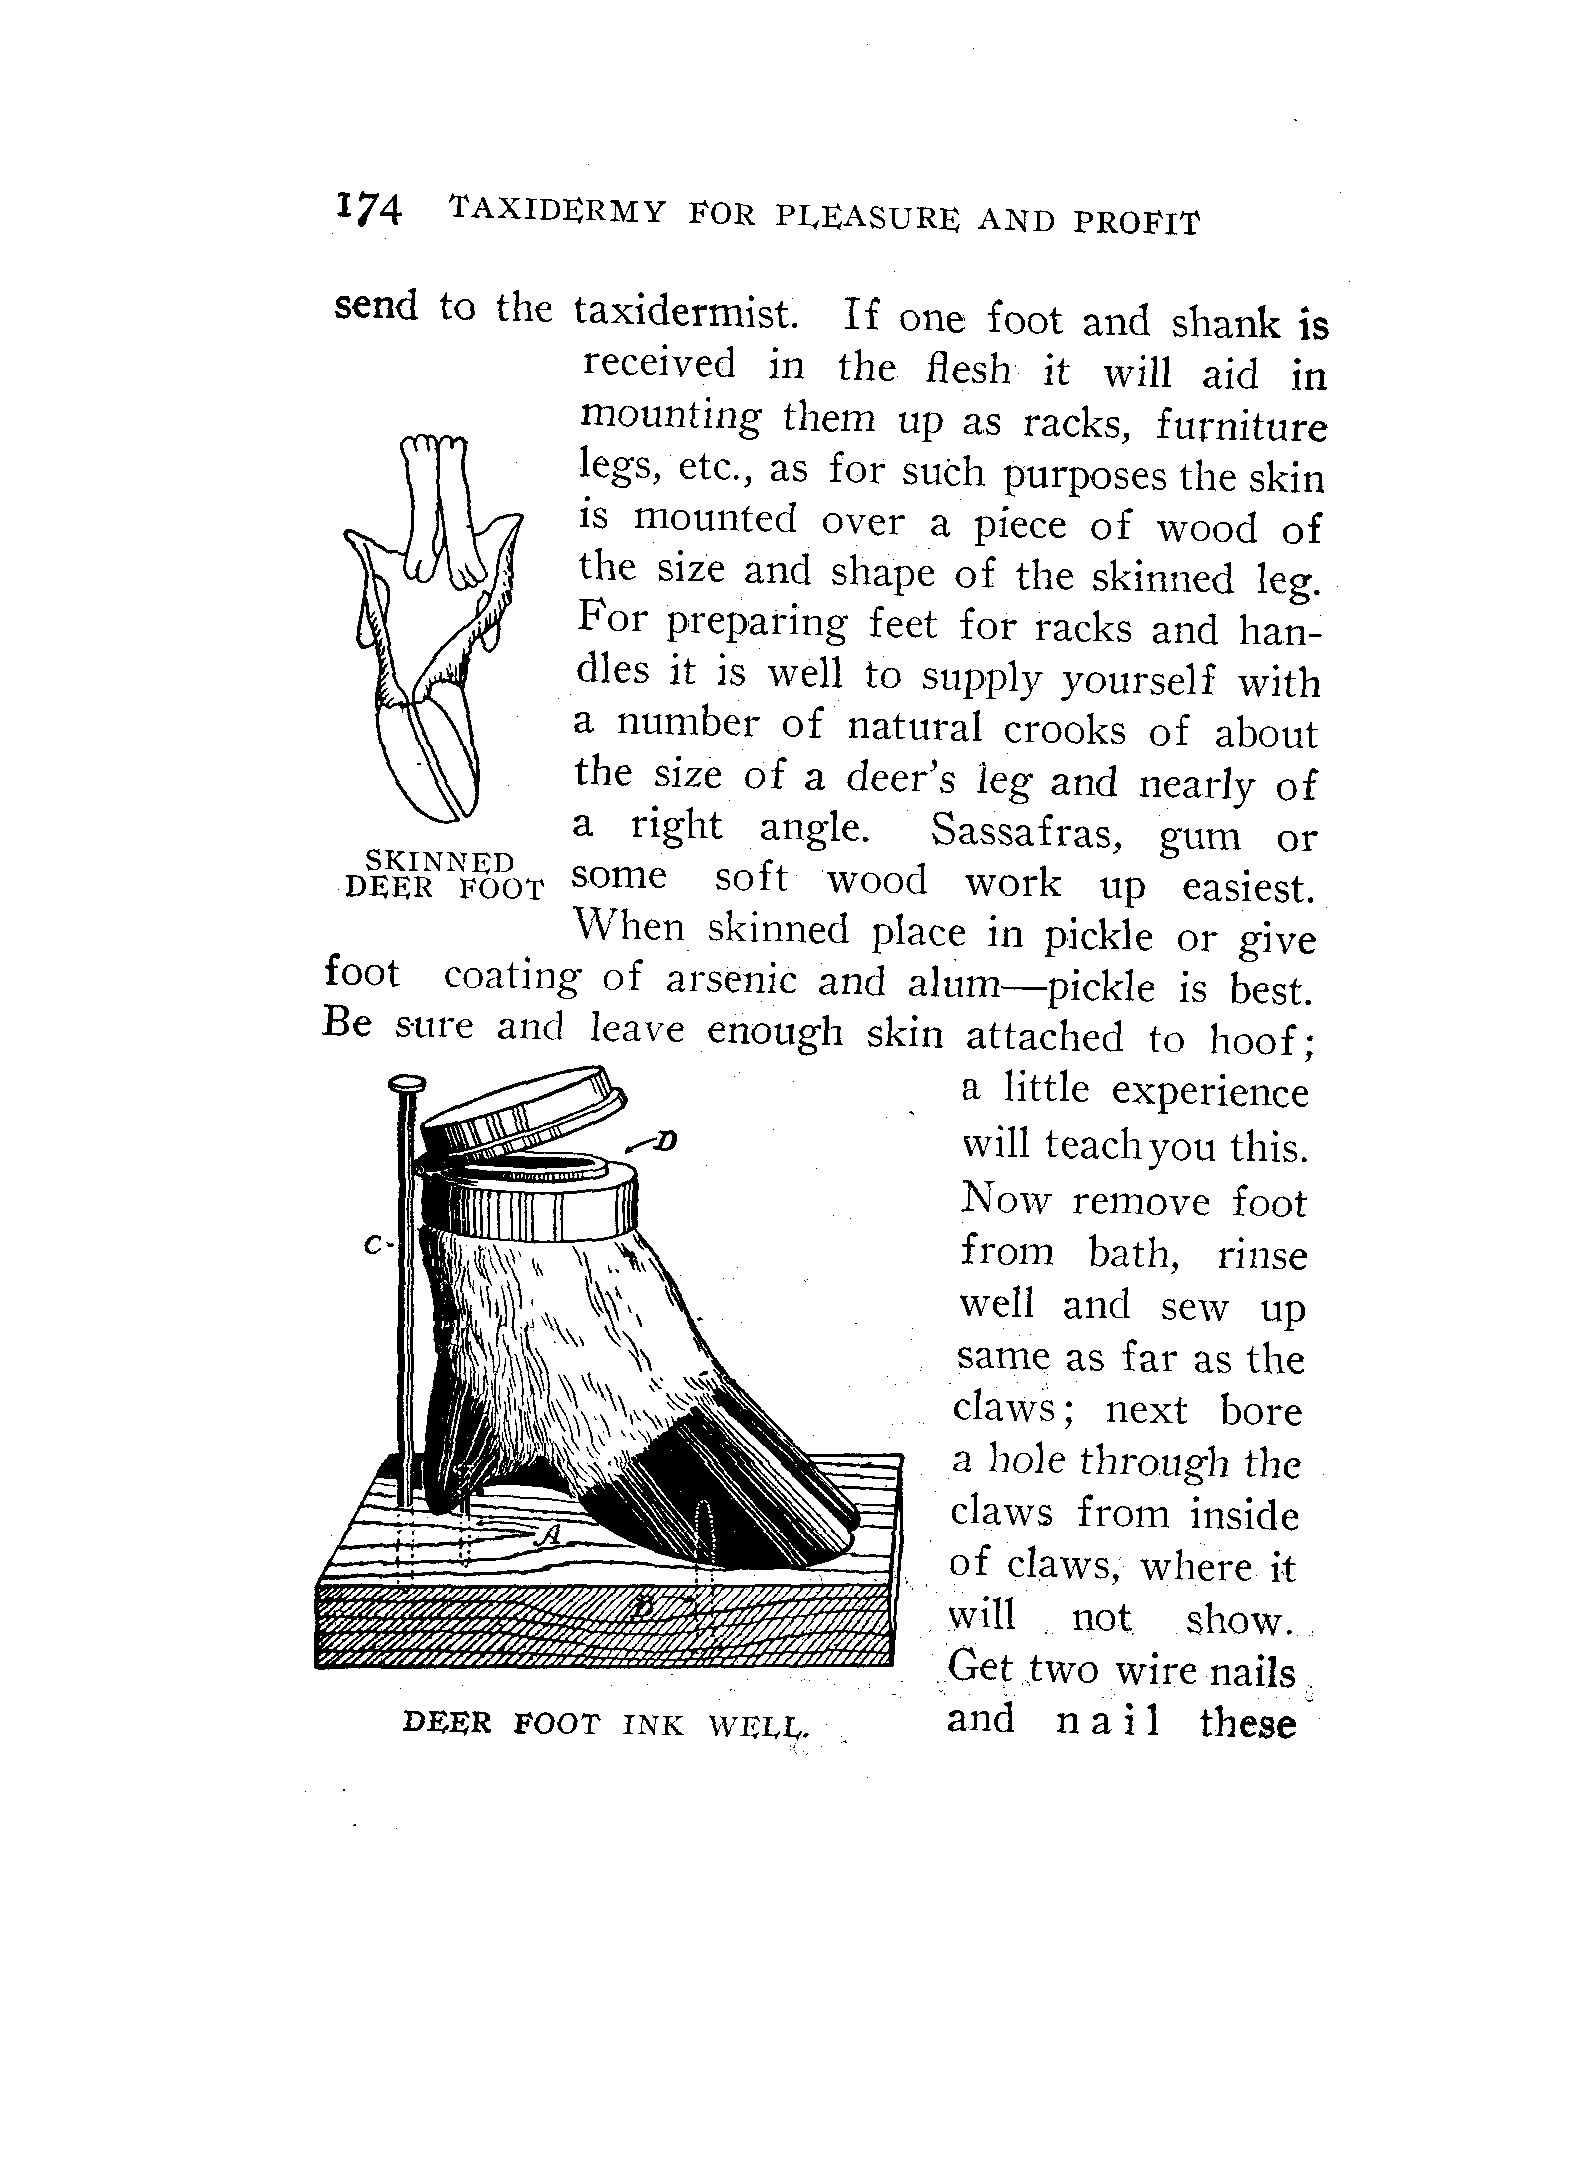 174 TAXIDERMY FOR PLEASURE AND PROFIT
send to the taxidermist. If one foot and shank is
received in the flesh it will aid in
mounting them up as racks, furniture
legs, etc., as for such purposes the skin
is mounted over a piece of wood of
the size and shape of the skinned leg.
For preparing feet for racks and han-
dles it is well to supply yourself with
a number of natural crooks of about
the size of a deer's leg and nearly of
a right angle. Sassafras, gum or
some soft wood work up easiest.
When skinned place in pickle or give
SKINNED
DEER FOOT
foot coating of arsenic and alum—pickle is best.
Be sure and leave enough skin attached to hoof;
a little experience
will teach you this.
Now remove foot
from bath, rinse
well and sew up
same as far as the
claws; next bore
a hole through the
claws from inside
of claws, where it
will not show.
Get two wire nails
and nail these
D
C
A
B
DEER FOOT INK WELL.